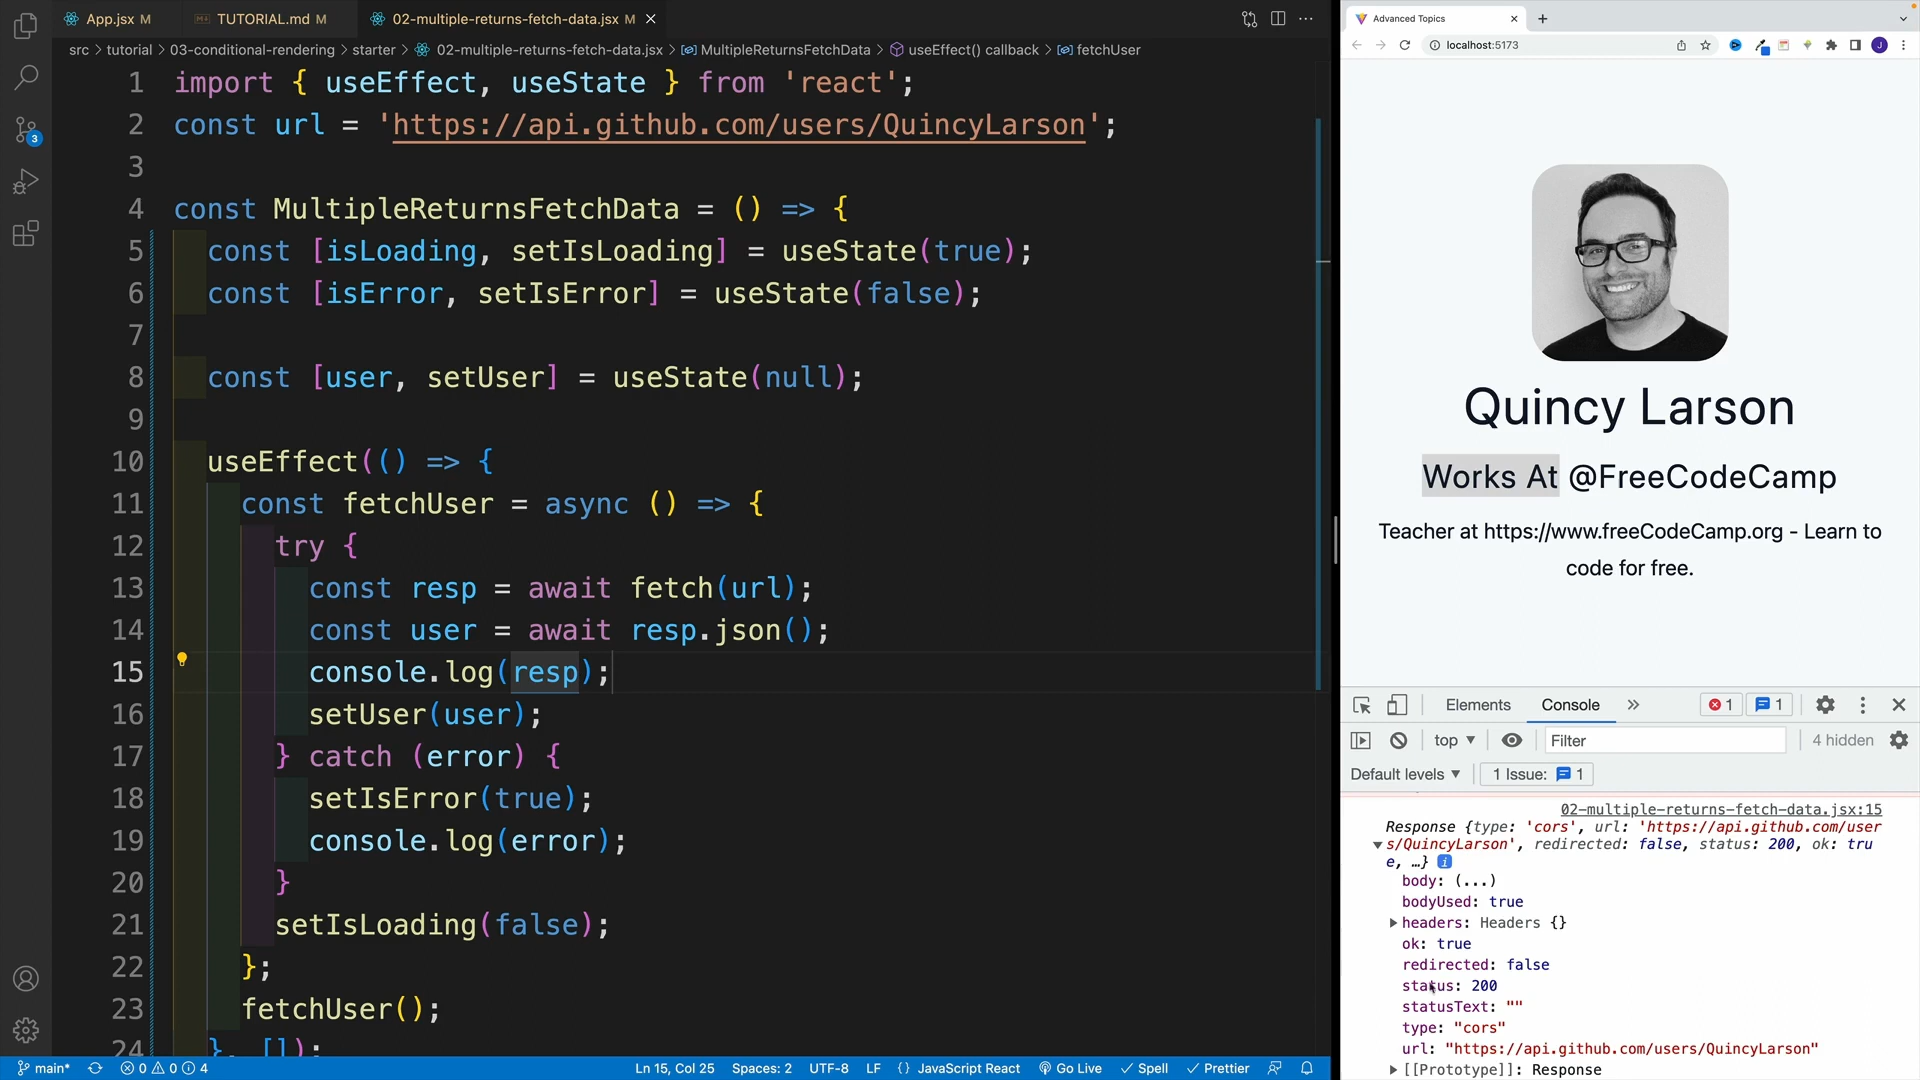 App.jsx M
TUTORIAL.md M
02-multiple-returns-fetch-data.jsx M
src > tutorial > 03-conditional-rendering > starter > 02-multiple-returns-fetch-data.jsx > MultipleReturnsFetchData > useEffect() callback > fetchUser
1 import { useEffect, useState } from 'react';
2 const url = 'https://api.github.com/users/QuincyLarson';
3
4 const MultipleReturnsFetchData = () => {
5 const [isLoading, setIsLoading] = useState(true);
6 const [isError, setIsError] = useState(false);
7
8 const [user, setUser] = useState(null);
9
10 useEffect(() => {
11 const fetchUser = async () => {
12 try {
13 const resp = await fetch(url);
14 const user = await resp.json();
15 console.log(resp);
16 setUser(user);
17 } catch (error) {
18 setIsError(true);
19 console.log(error);
20 }
21 setIsLoading(false);
22 };
23 fetchUser();
24 }, []);
3
main*
0 0 4
Ln 15, Col 25
Spaces: 2
UTF-8
LF
{} JavaScript React
Go Live
Spell
Prettier
Advanced Topics
localhost:5173
J
Quincy Larson
Works At @FreeCodeCamp
Teacher at https://www.freeCodeCamp.org - Learn to
code for free.
Elements
Console
1
1
top
Filter
4 hidden
Default levels
1 Issue: 1
02-multiple-returns-fetch-data.jsx:15
Response {type: 'cors', url: 'https://api.github.com/user
s/QuincyLarson', redirected: false, status: 200, ok: tru
e, …}
body: (...)
bodyUsed: true
headers: Headers {}
ok: true
redirected: false
status: 200
statusText: ""
type: "cors"
url: "https://api.github.com/users/QuincyLarson"
[[Prototype]]: Response